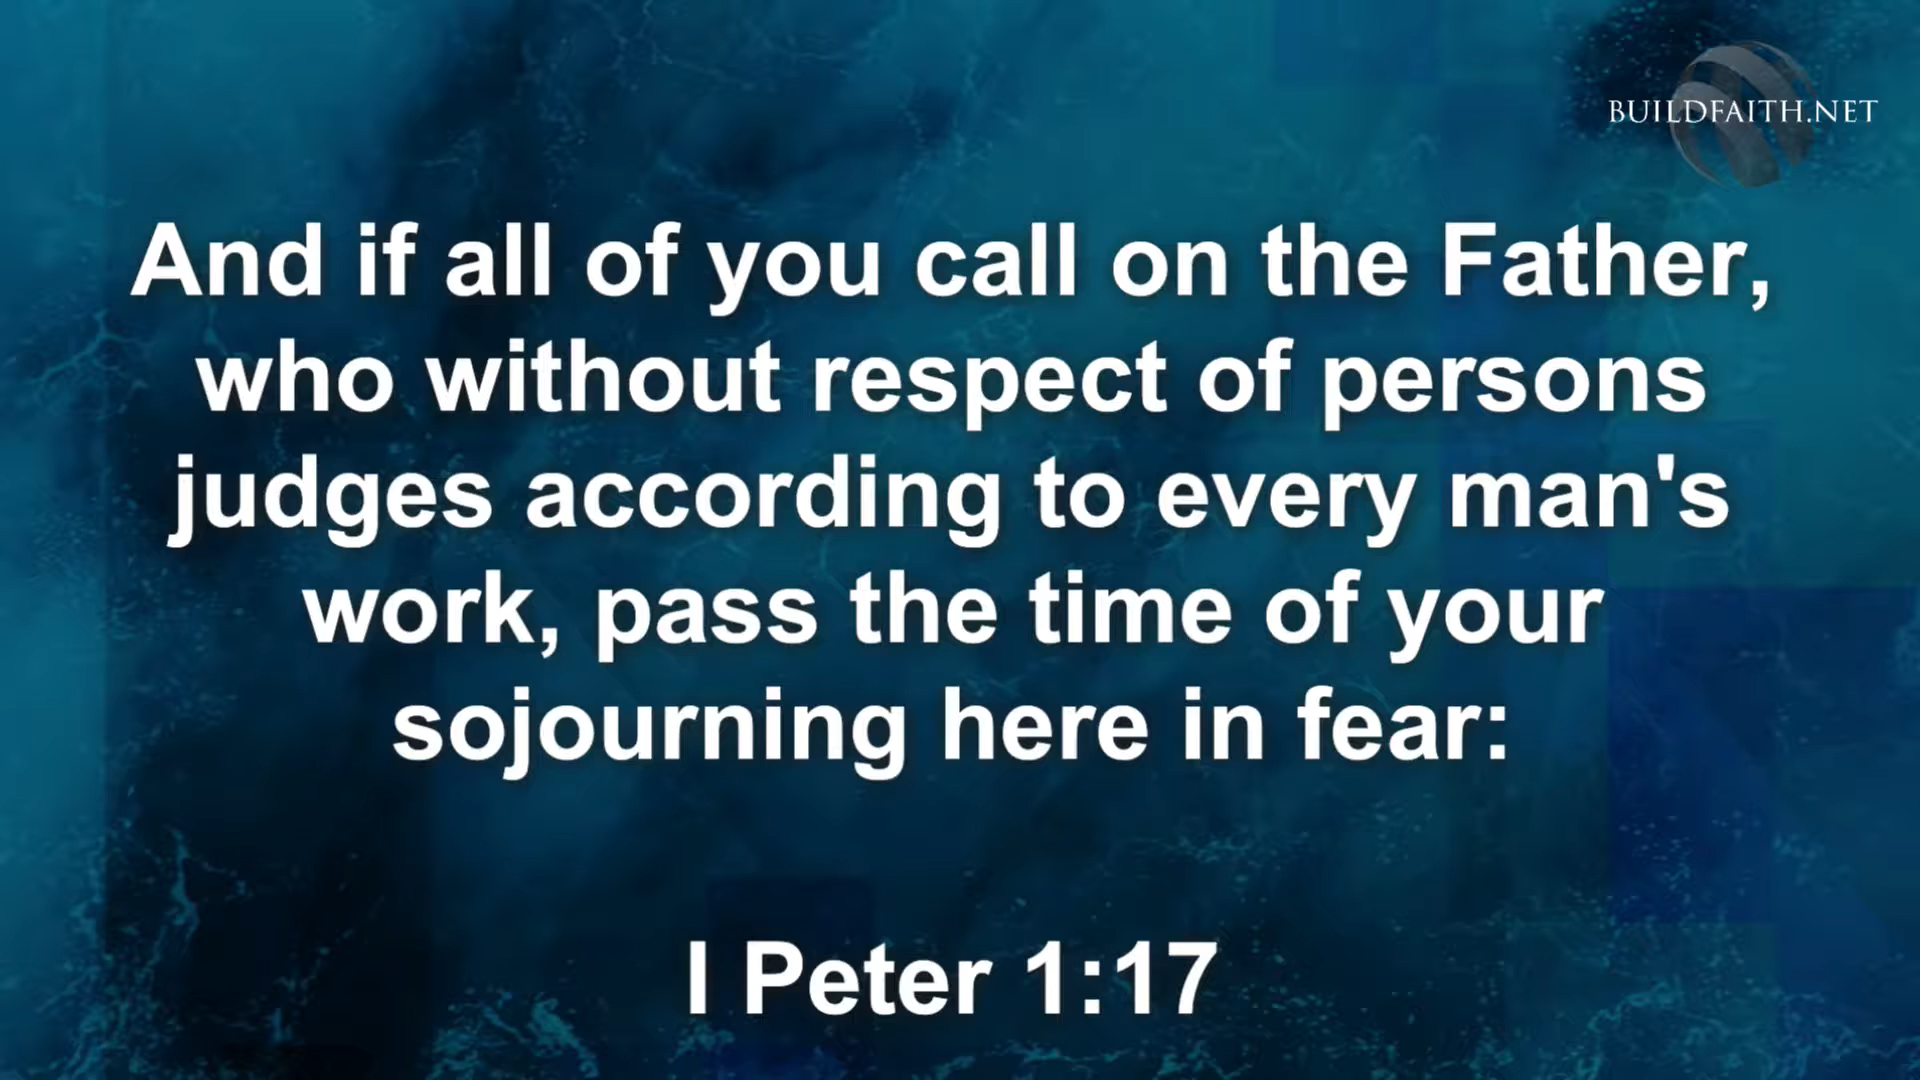 BUILDFAITH.NET
And if all of you call on the Father,
who without respect of persons
judges according to every man's
work, pass the time of your
sojourning here in fear:
I Peter 1:17